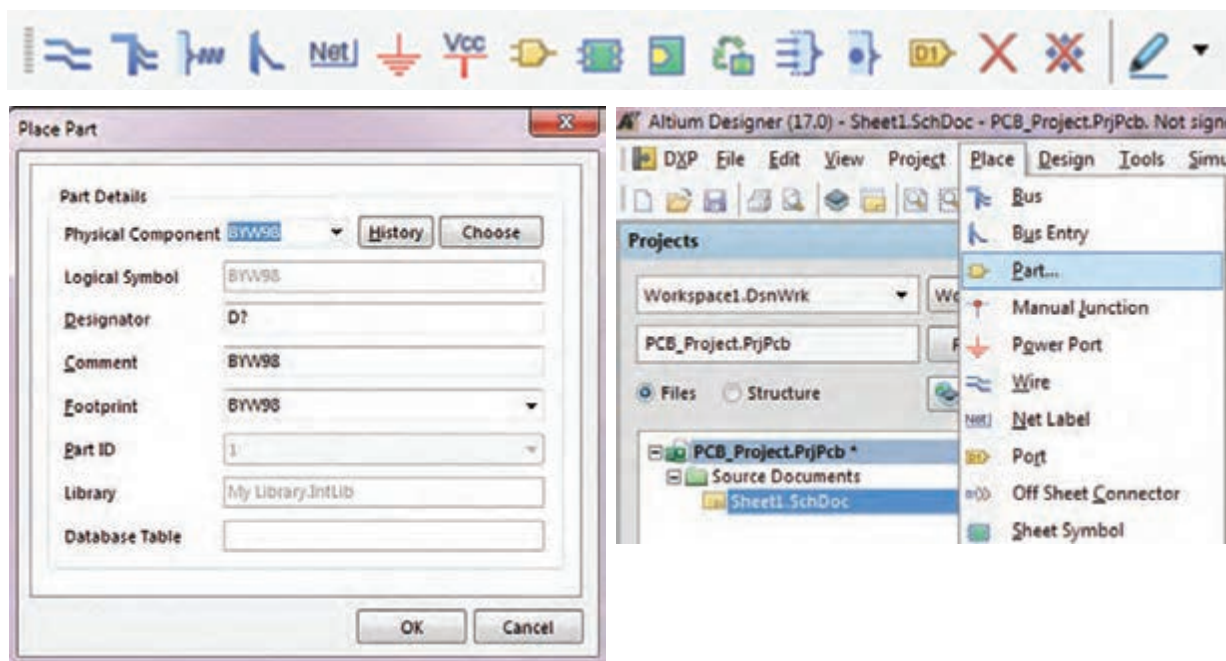 Net
Vcc
D1
Place Part
Part Details
Physical Component BYW98 History Choose
Logical Symbol BYW98
Designator D?
Comment BYW98
Footprint BYW98
Part ID 1
Library My Library.IntLib
Database Table
OK Cancel
Altium Designer (17.0) - Sheet1.SchDoc - PCB_Project.PrjPcb. Not sign
DXP File Edit View Project Place Design Tools Simu
Projects
Workspace1.DsnWrk Wo
PCB_Project.PrjPcb
Files Structure
PCB_Project.PrjPcb *
Source Documents
Sheet1.SchDoc
Bus
Bus Entry
Part...
Manual Junction
Power Port
Wire
Net Net Label
D1 Port
Off Sheet Connector
Sheet Symbol